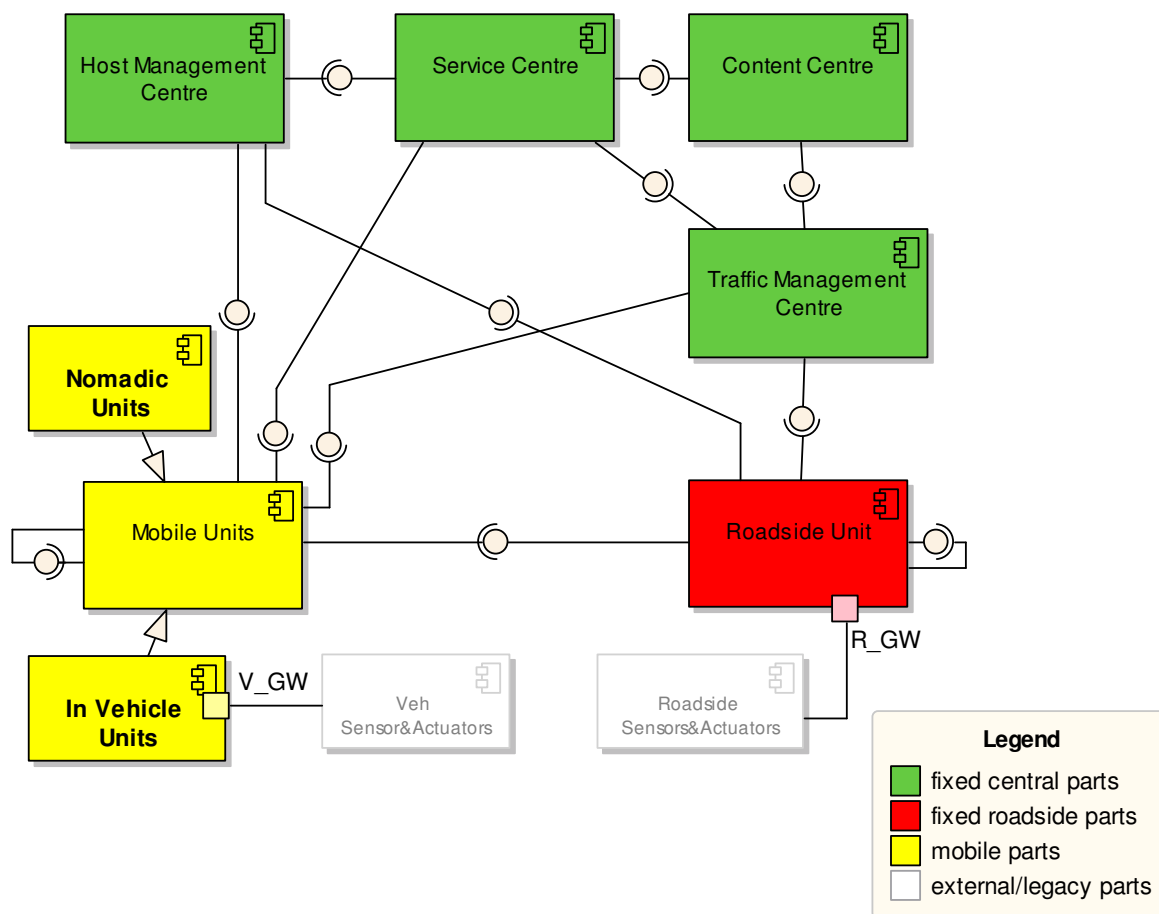 Host Management
Centre
Service Centre
Content Centre
Traffic Management
Centre
Nomadic
Units
Mobile Units
Roadside Unit
R_GW
V_GW
In Vehicle
Units
Veh
Sensor&Actuators
Roadside
Sensors&Actuators
Legend
fixed central parts
fixed roadside parts
mobile parts
external/legacy parts